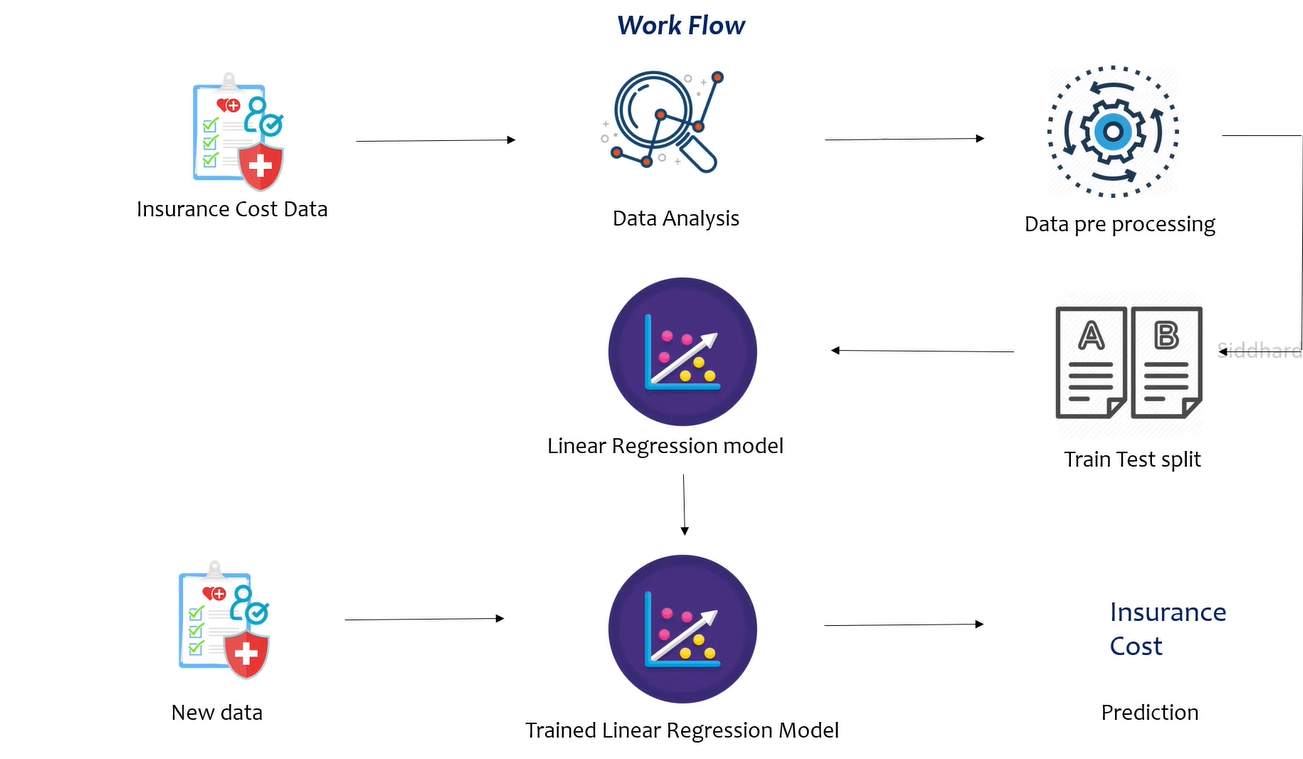 Work Flow
Insurance Cost Data
Data Analysis
Data pre processing
A B
Siddhard
Linear Regression model
Train Test split
New data
Trained Linear Regression Model
Insurance
Cost
Prediction